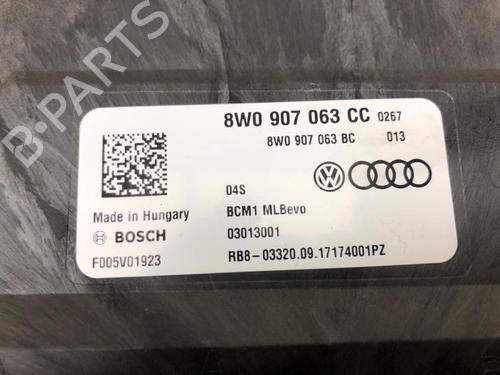 8W0 907 063 CC 0267
8W0 907 063 BC 013
04S
Made in Hungary BCM1 MLBevo
BOSCH 03013001
F005V01923 RB8-03320.09.17174001PZ
B-PARTS